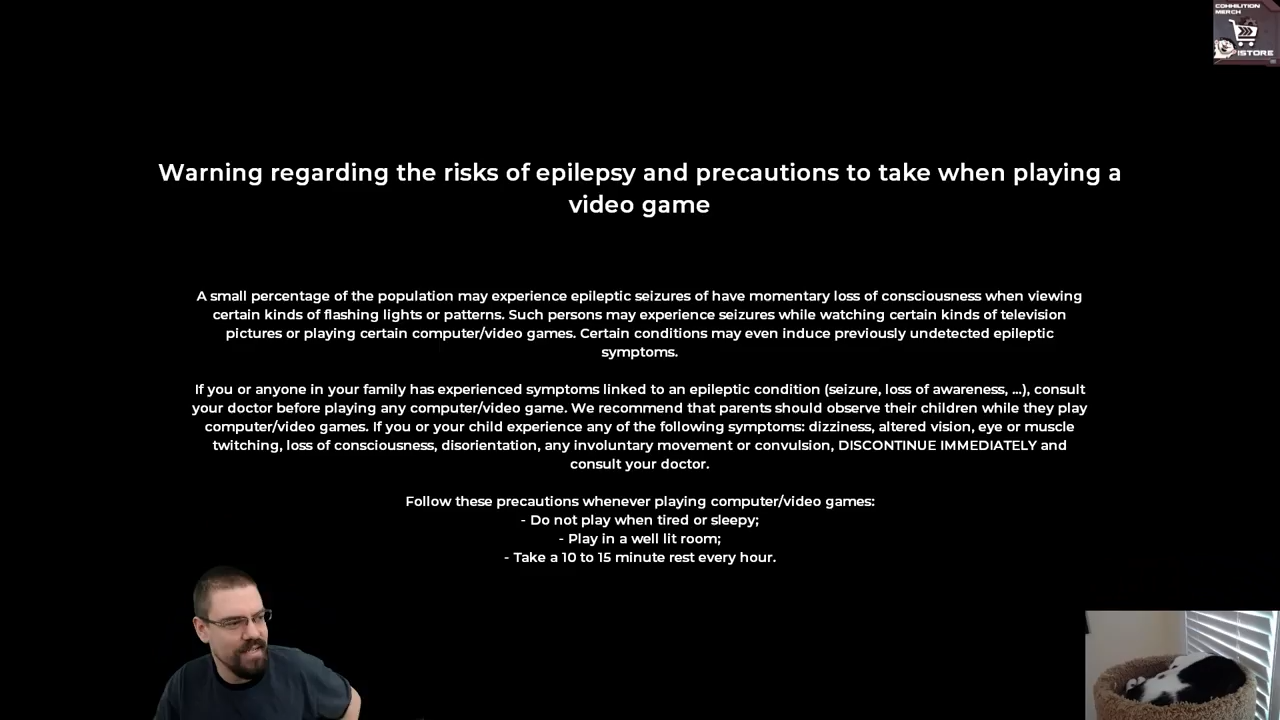 COHHILITION
MERCH
!STORE
Warning regarding the risks of epilepsy and precautions to take when playing a
video game
A small percentage of the population may experience epileptic seizures of have momentary loss of consciousness when viewing
certain kinds of flashing lights or patterns. Such persons may experience seizures while watching certain kinds of television
pictures or playing certain computer/video games. Certain conditions may even induce previously undetected epileptic
symptoms.
If you or anyone in your family has experienced symptoms linked to an epileptic condition (seizure, loss of awareness, ...), consult
your doctor before playing any computer/video game. We recommend that parents should observe their children while they play
computer/video games. If you or your child experience any of the following symptoms: dizziness, altered vision, eye or muscle
twitching, loss of consciousness, disorientation, any involuntary movement or convulsion, DISCONTINUE IMMEDIATELY and
consult your doctor.
Follow these precautions whenever playing computer/video games:
- Do not play when tired or sleepy;
- Play in a well lit room;
- Take a 10 to 15 minute rest every hour.